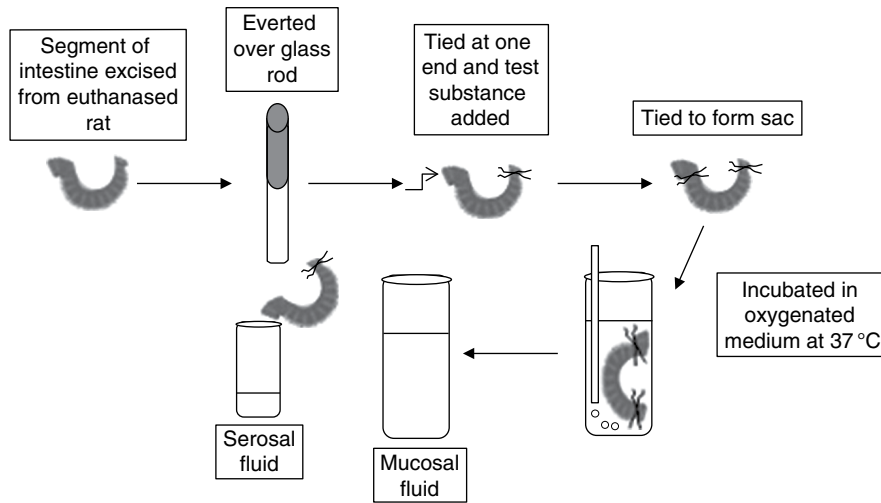 Segment of
intestine excised
from euthanased
rat
Everted
over glass
rod
Tied at one
end and test
substance
added
Tied to form sac
Incubated in
oxygenated
medium at 37 °C
Mucosal
fluid
Serosal
fluid